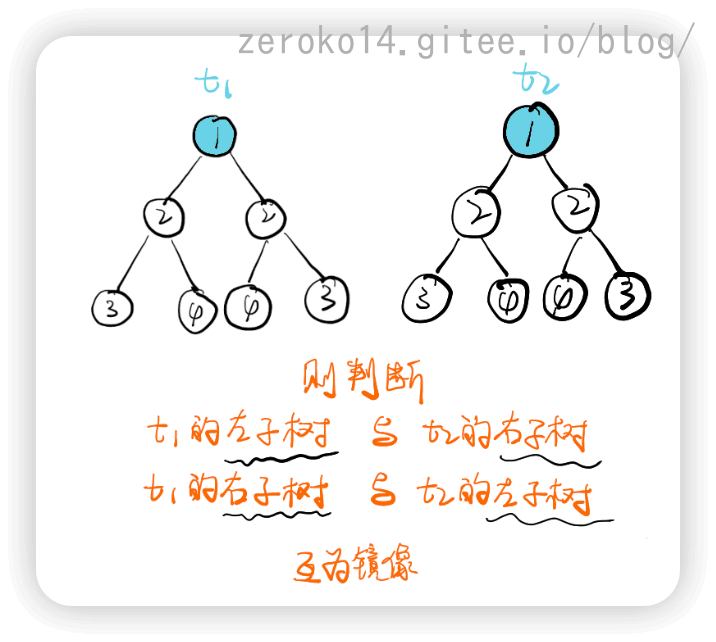 zeroko14.gitee.io/blog/
t1 t2
1 1
2 2 2 2
3 φ φ 3 3 φ φ 3
则判断
t1的左子树 与 t2的右子树
t1的右子树 与 t2的左子树
互为镜像